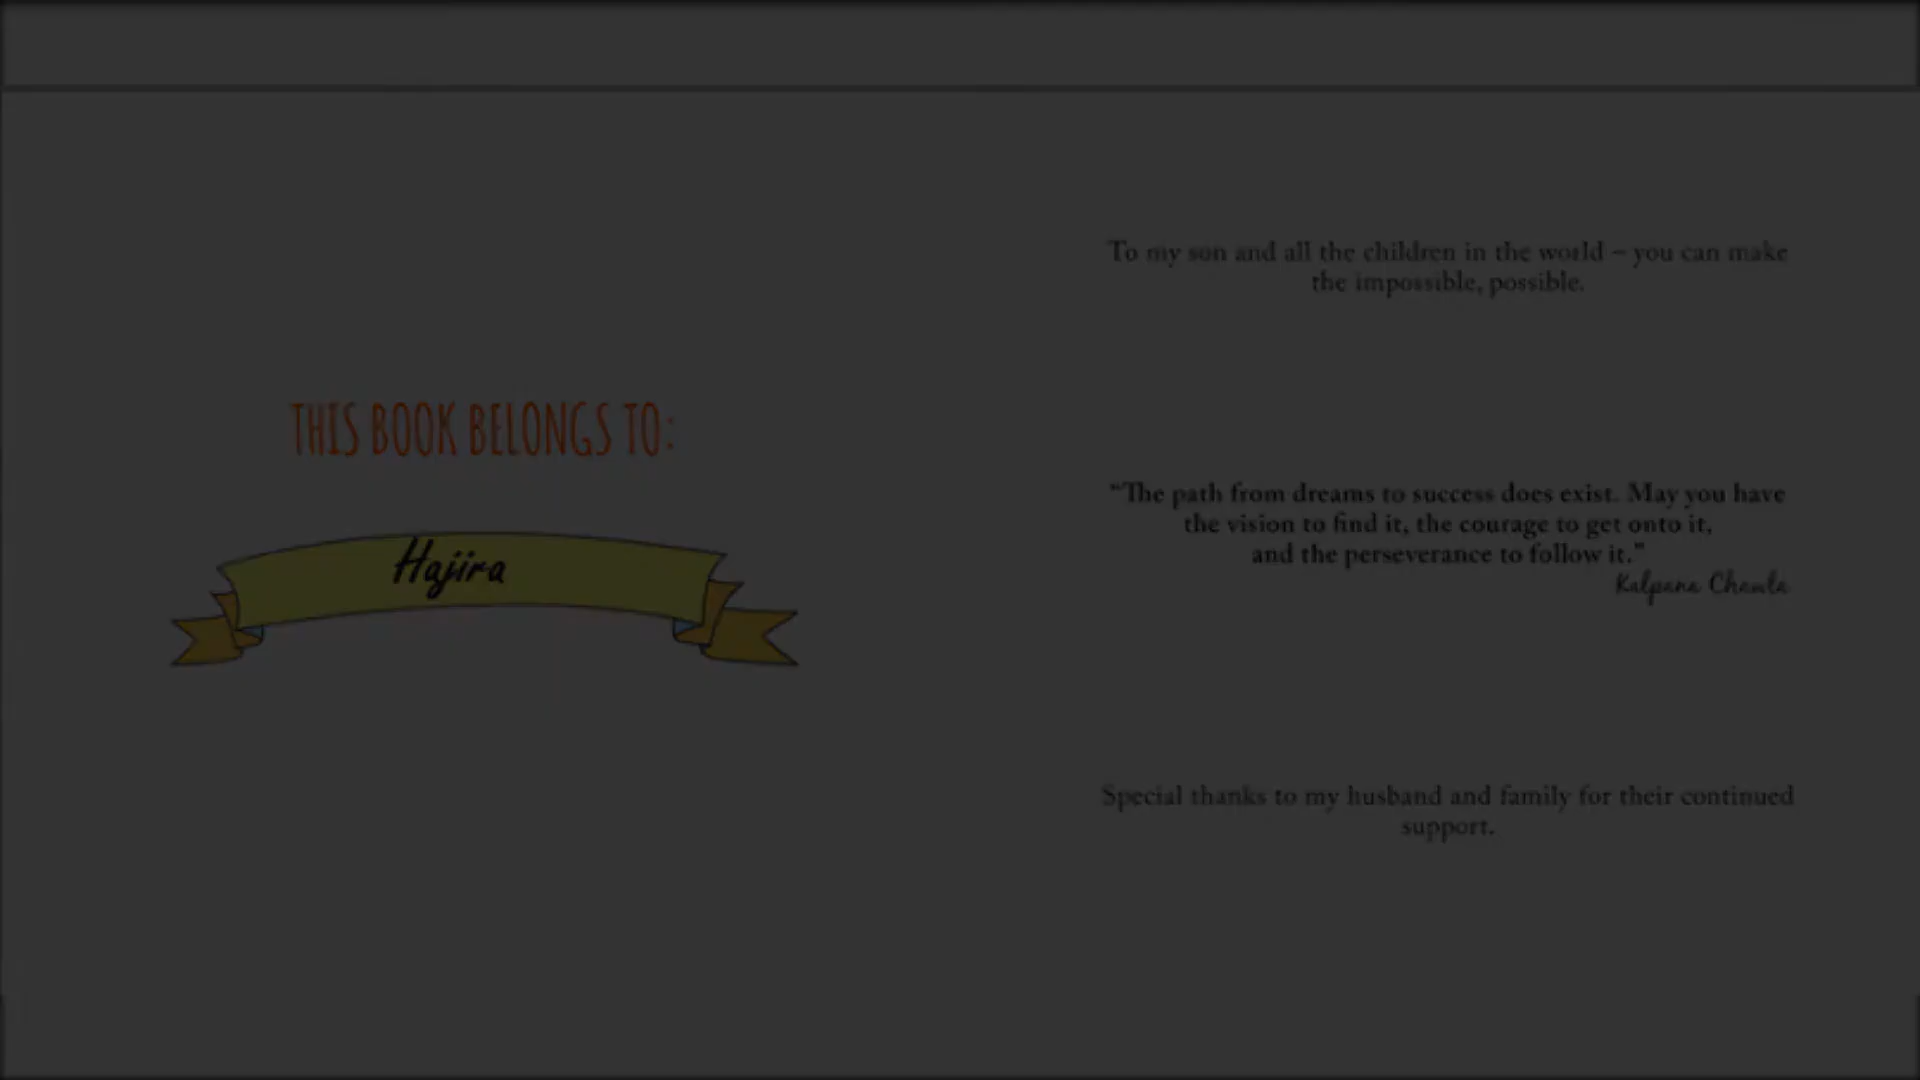 THIS BOOK BELONGS TO:
Hajira
To my son and all the children in the world – you can make
the impossible, possible.
“The path from dreams to success does exist. May you have
the vision to find it, the courage to get onto it,
and the perseverance to follow it.”
Kalpana Chawla
Special thanks to my husband and family for their continued
support.